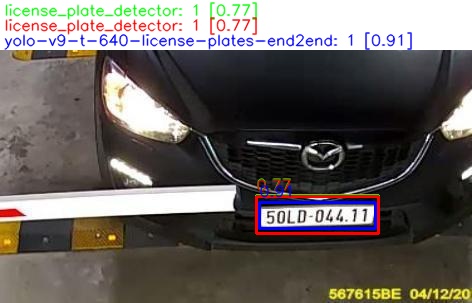 license_plate_detector: 1 [0.77]
license_plate_detector: 1 [0.77]
yolo-v9-t-640-license-plates-end2end: 1 [0.91]
0.77
50LD-044.11
567615BE 04/12/20